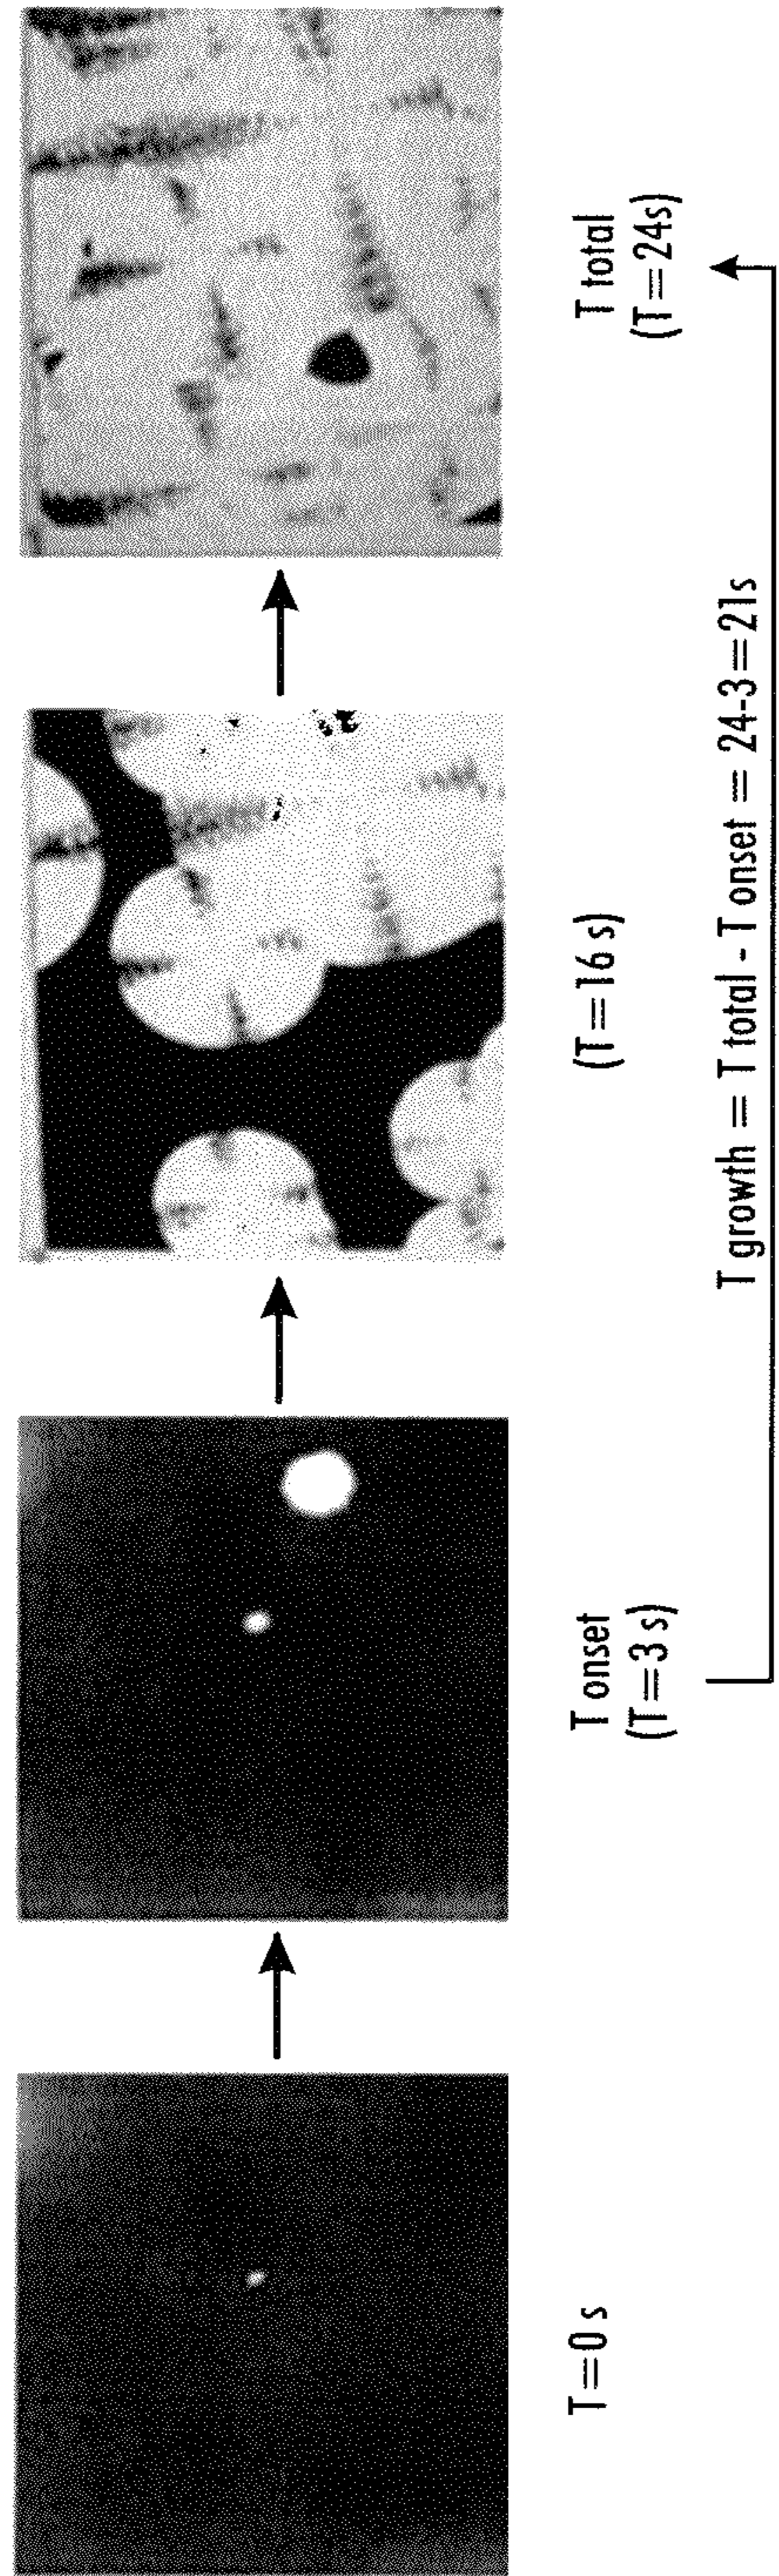 T=0 s
T onset
(T=3 s)
(T=16 s)
T total
(T=24s)
T growth = T total - T onset = 24-3=21s